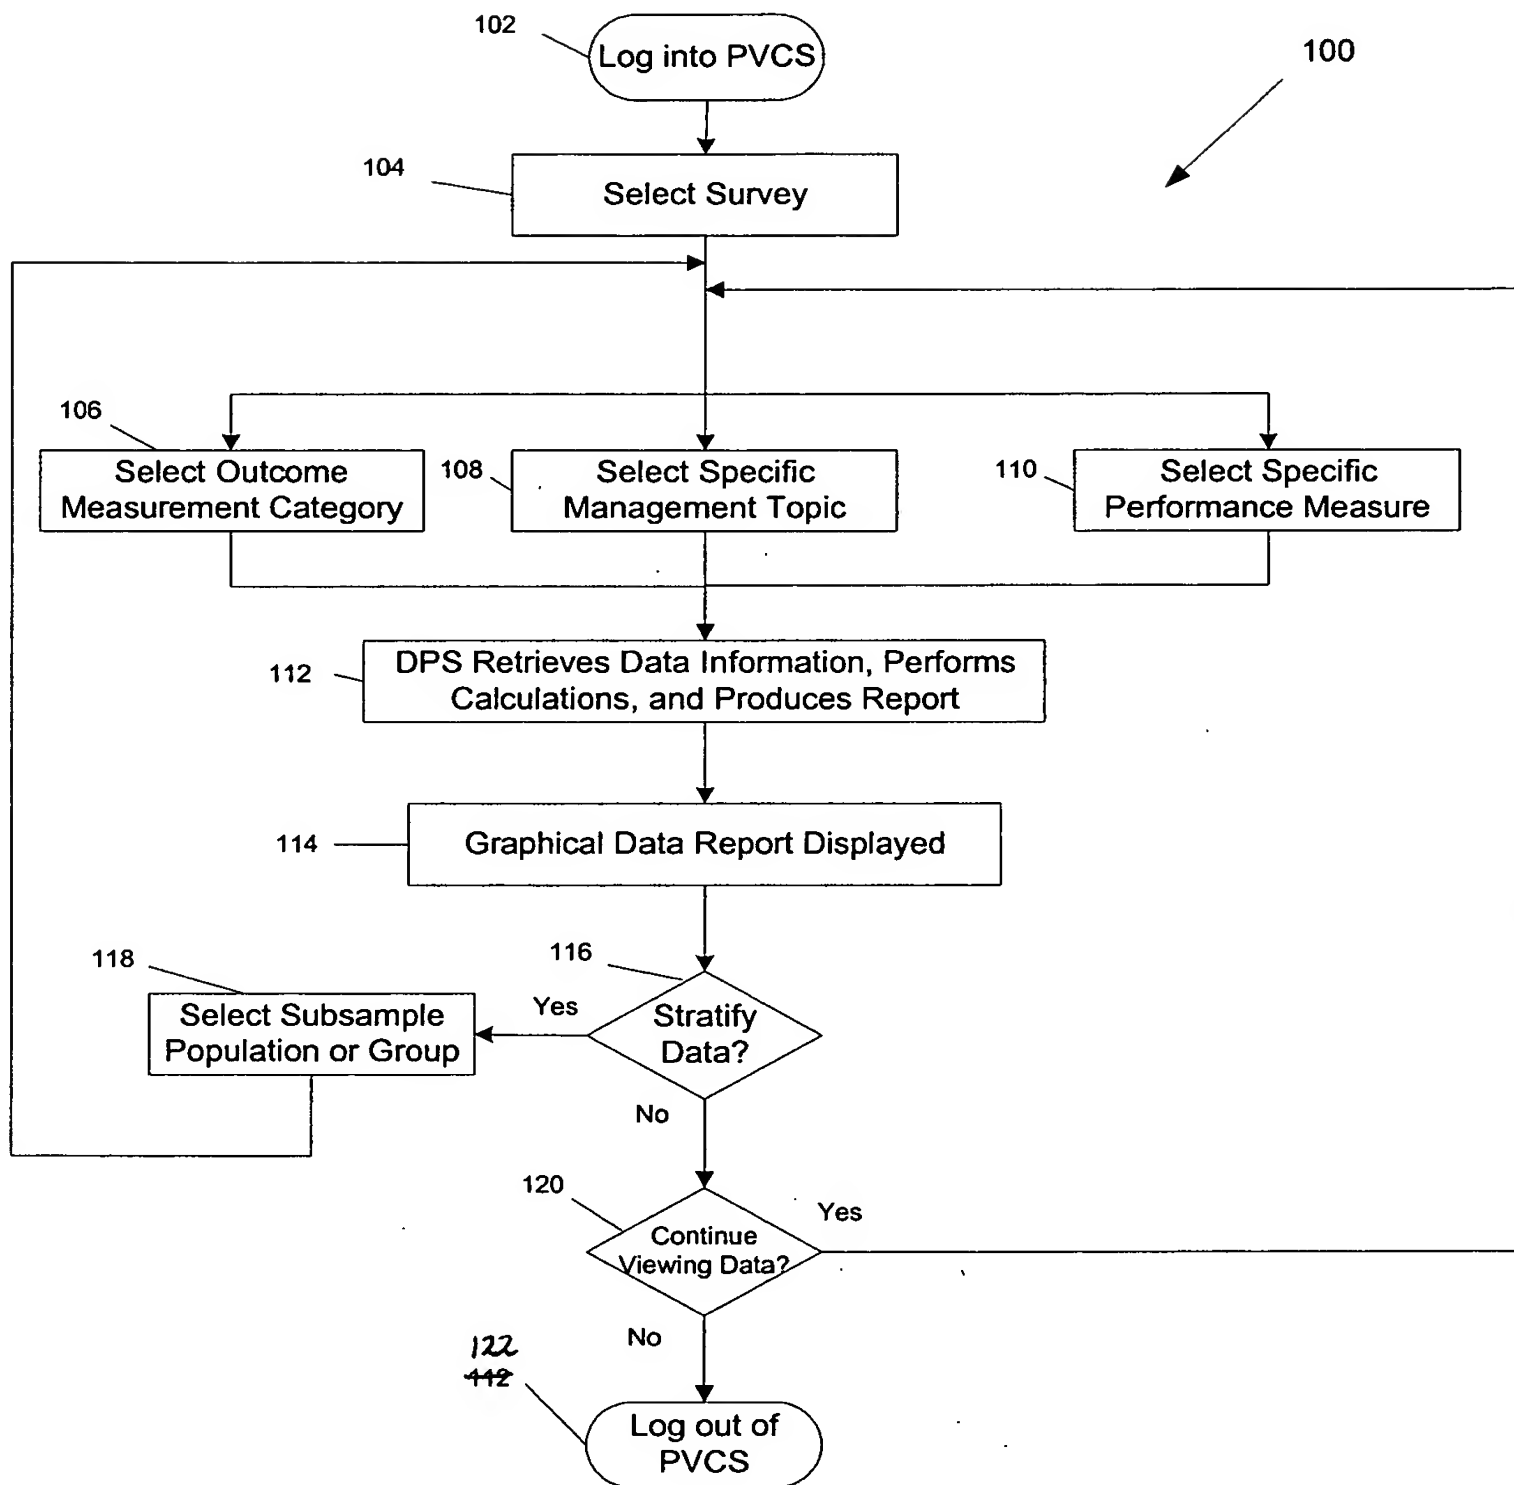 102
Log into PVCS
100
104
Select Survey
106
Select Outcome
Measurement Category
108
Select Specific
Management Topic
110
Select Specific
Performance Measure
112
DPS Retrieves Data Information, Performs
Calculations, and Produces Report
114
Graphical Data Report Displayed
116
Stratify
Data?
Yes
118
Select Subsample
Population or Group
No
120
Continue
Viewing Data?
Yes
No
122
112
Log out of
PVCS